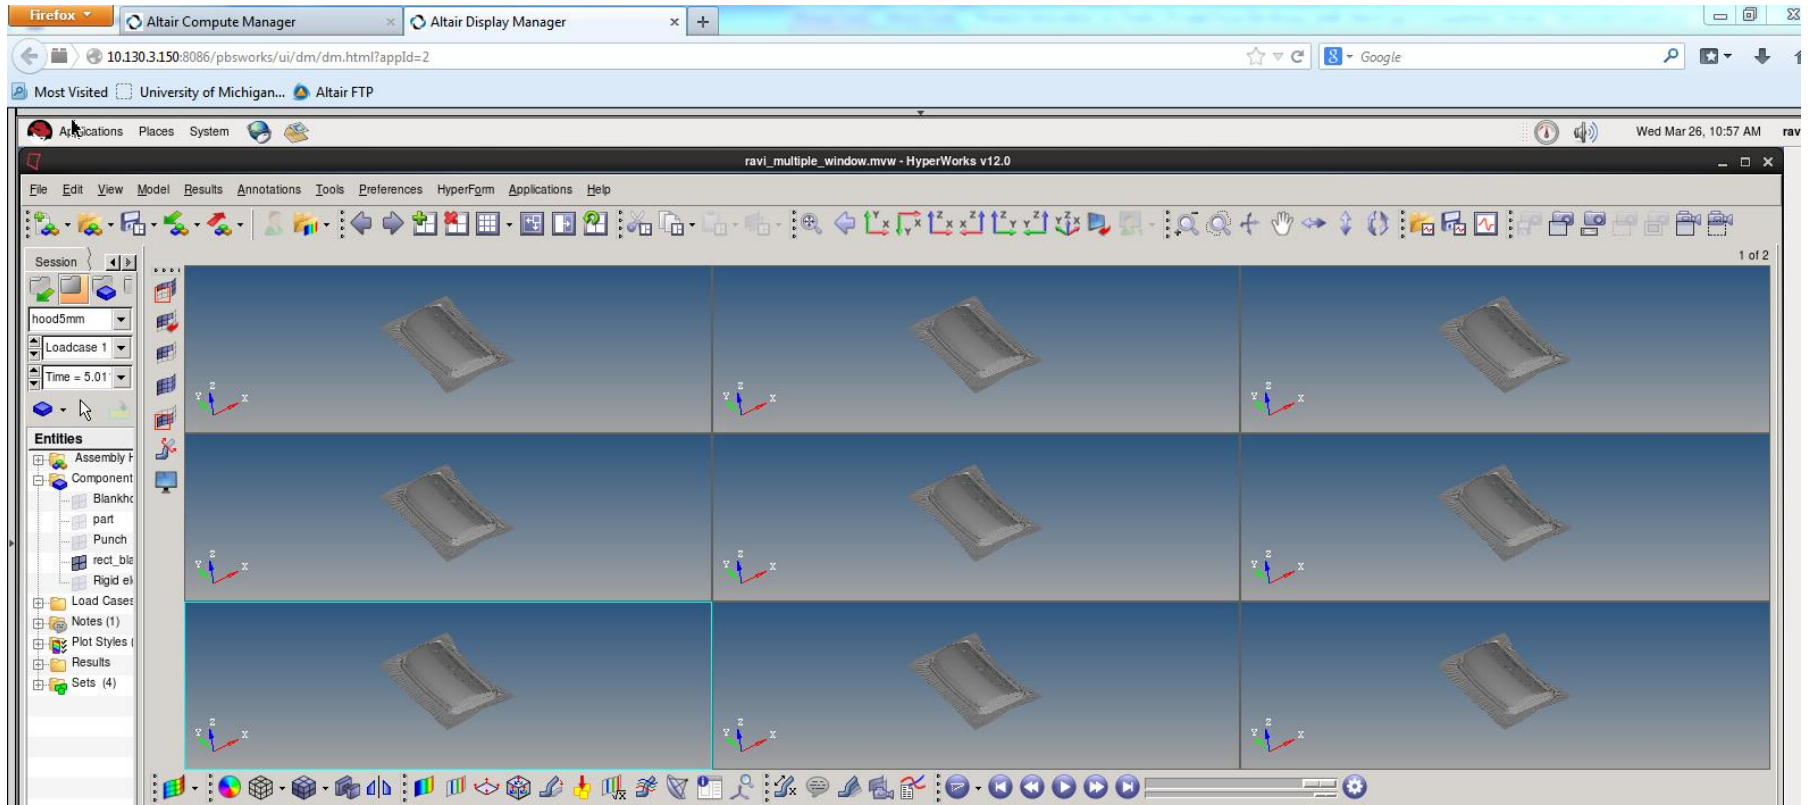 Firefox
Altair Compute Manager
Altair Display Manager
10.130.3.150:8086/pbsworks/ui/dm/dm.html?appId=2
Google
Most Visited University of Michigan... Altair FTP
Applications Places System
Wed Mar 26, 10:57 AM rav
ravi_multiple_window.mvw - HyperWorks v12.0
File Edit View Model Results Annotations Tools Preferences HyperForm Applications Help
Session
1 of 2
hood5mm
Loadcase 1
Time = 5.01
Entities
Assembly H
Component
Blankho
part
Punch
rect_bla
Rigid el
Load Cases
Notes (1)
Plot Styles (
Results
Sets (4)
Z Y X
Z Y X
Z Y X
Z Y X
Z Y X
Z Y X
Z Y X
Z Y X
Z Y X